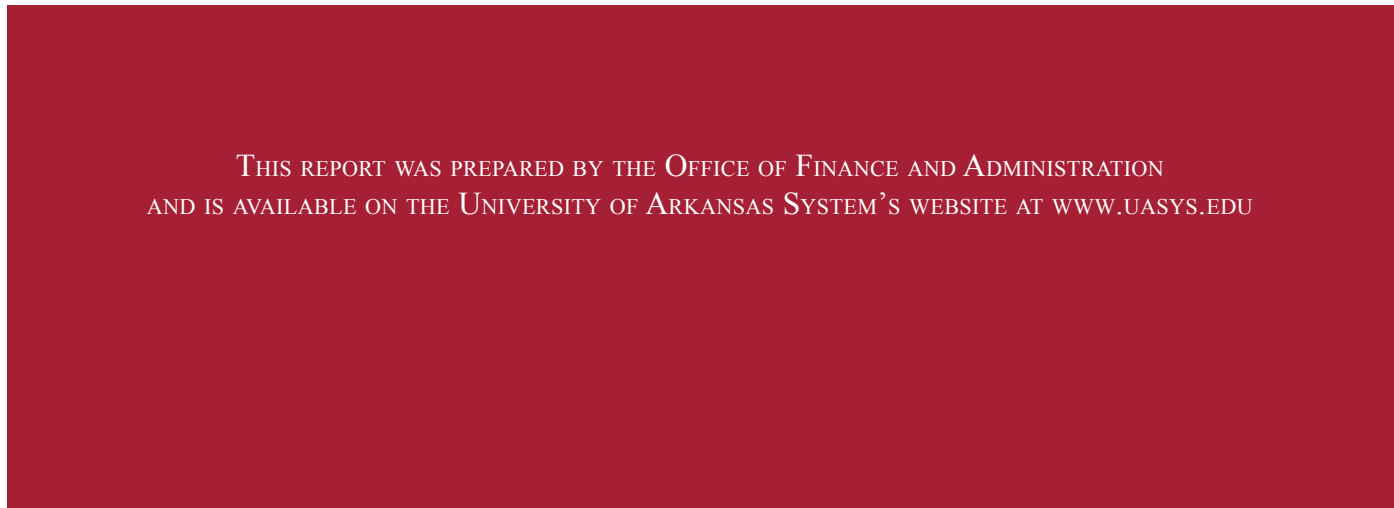 This report was prepared by the Office of Finance and Administration
and is available on the University of Arkansas System’s website at www.uasys.edu